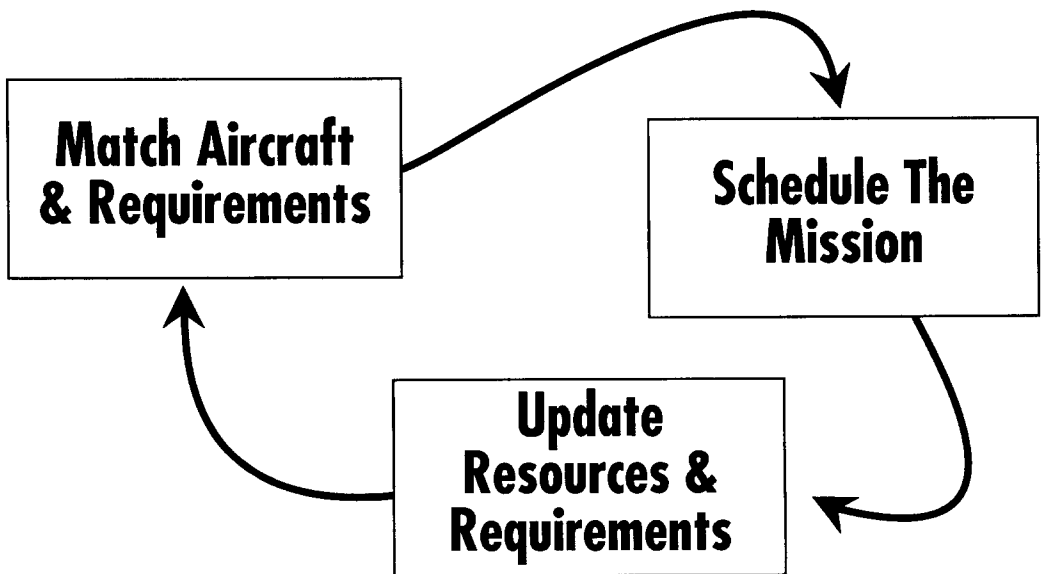 Match Aircraft
& Requirements
Schedule The
Mission
Update
Resources &
Requirements